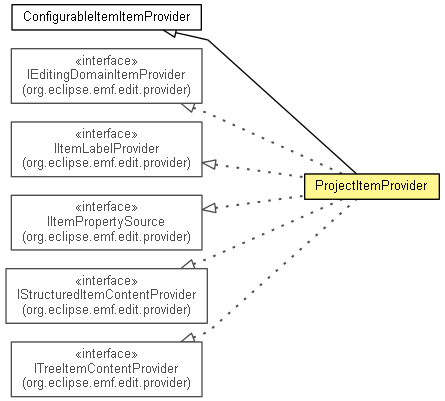 ConfigurableItemItemProvider
«interface»
IEditingDomainItemProvider
(org.eclipse.emf.edit.provider)
«interface»
IItemLabelProvider
(org.eclipse.emf.edit.provider)
ProjectItemProvider
«interface»
IItemPropertySource
(org.eclipse.emf.edit.provider)
«interface»
IStructuredItemContentProvider
(org.eclipse.emf.edit.provider)
«interface»
ITreeItemContentProvider
(org.eclipse.emf.edit.provider)